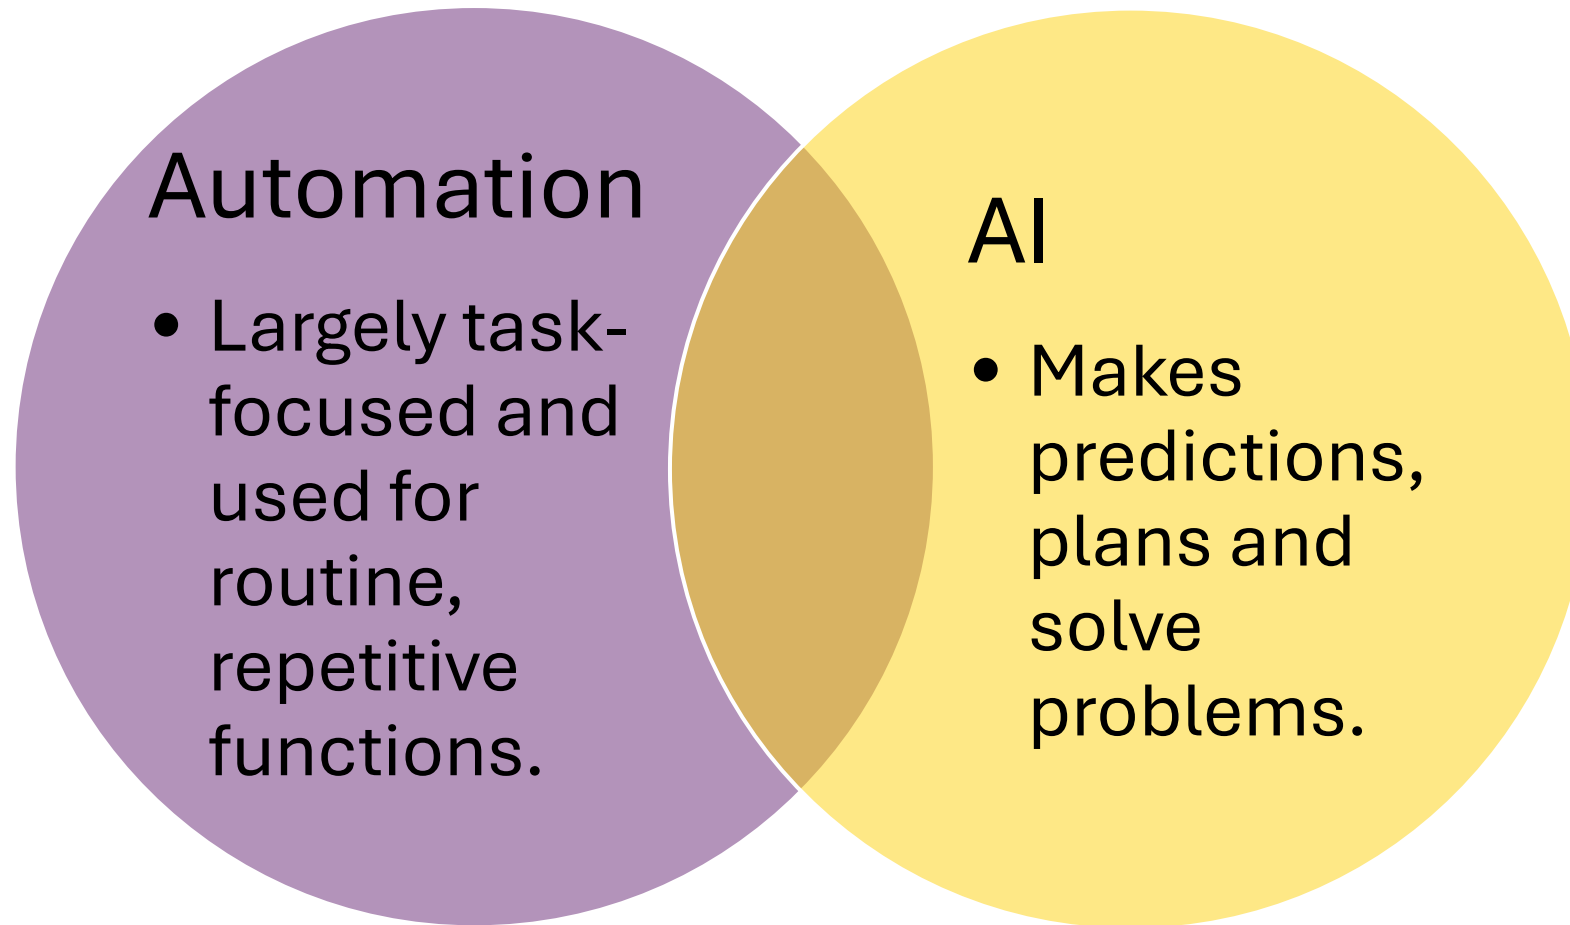 Automation
• Largely task-
focused and
used for
routine,
repetitive
functions.
AI
• Makes
predictions,
plans and
solve
problems.